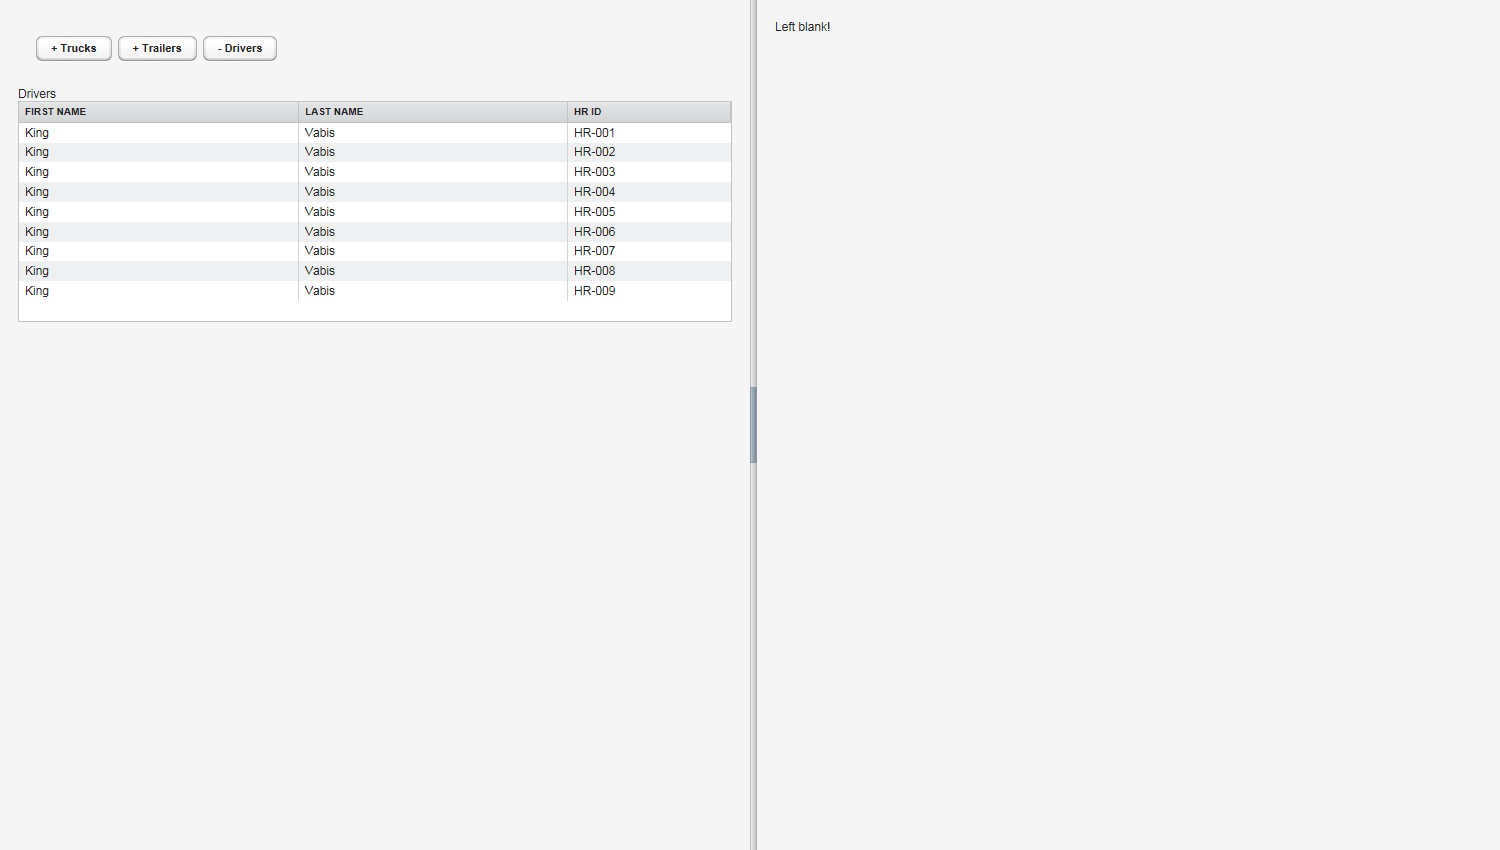 + Trucks + Trailers - Drivers
Drivers
FIRST NAME LAST NAME HR ID
King Vabis HR-001
King Vabis HR-002
King Vabis HR-003
King Vabis HR-004
King Vabis HR-005
King Vabis HR-006
King Vabis HR-007
King Vabis HR-008
King Vabis HR-009
Left blank!